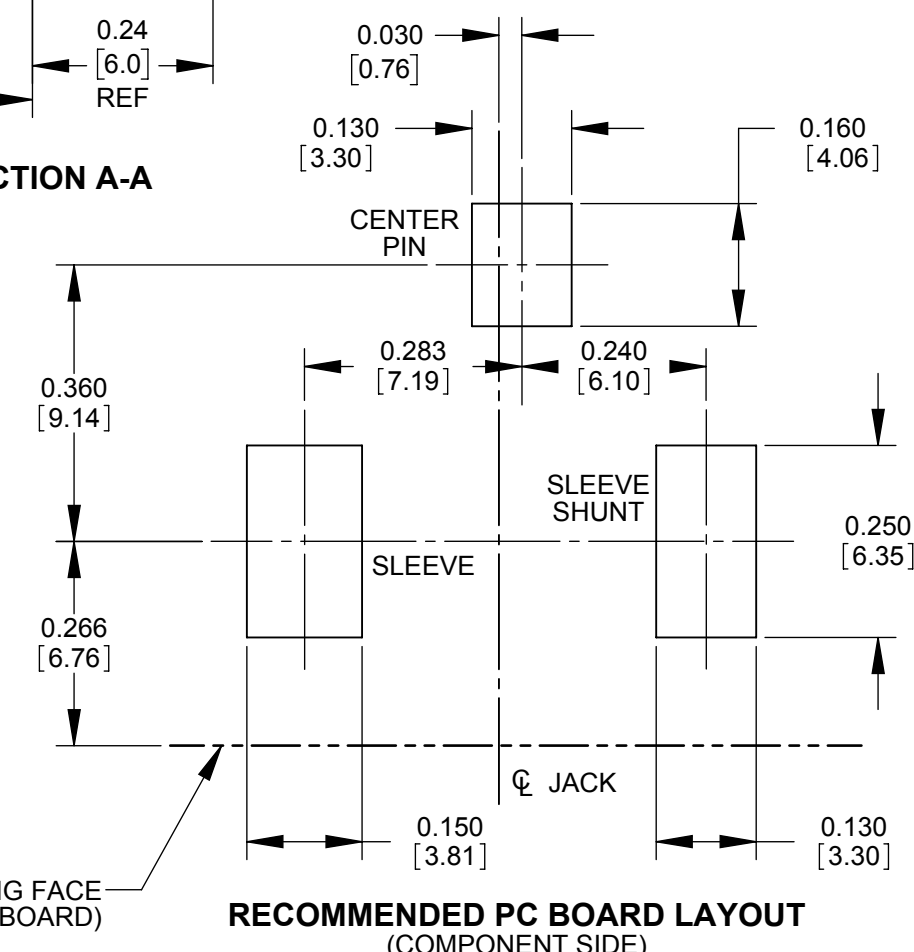 0.24
[6.0]
REF
0.030
[0.76]
0.130
[3.30]
0.160
[4.06]
A-A
CENTER
PIN
0.283
[7.19]
0.240
[6.10]
0.360
[9.14]
SLEEVE
SHUNT
0.250
[6.35]
SLEEVE
0.266
[6.76]
℄ JACK
0.150
[3.81]
0.130
[3.30]
FACE
BOARD)
RECOMMENDED PC BOARD LAYOUT
(COMPONENT SIDE)